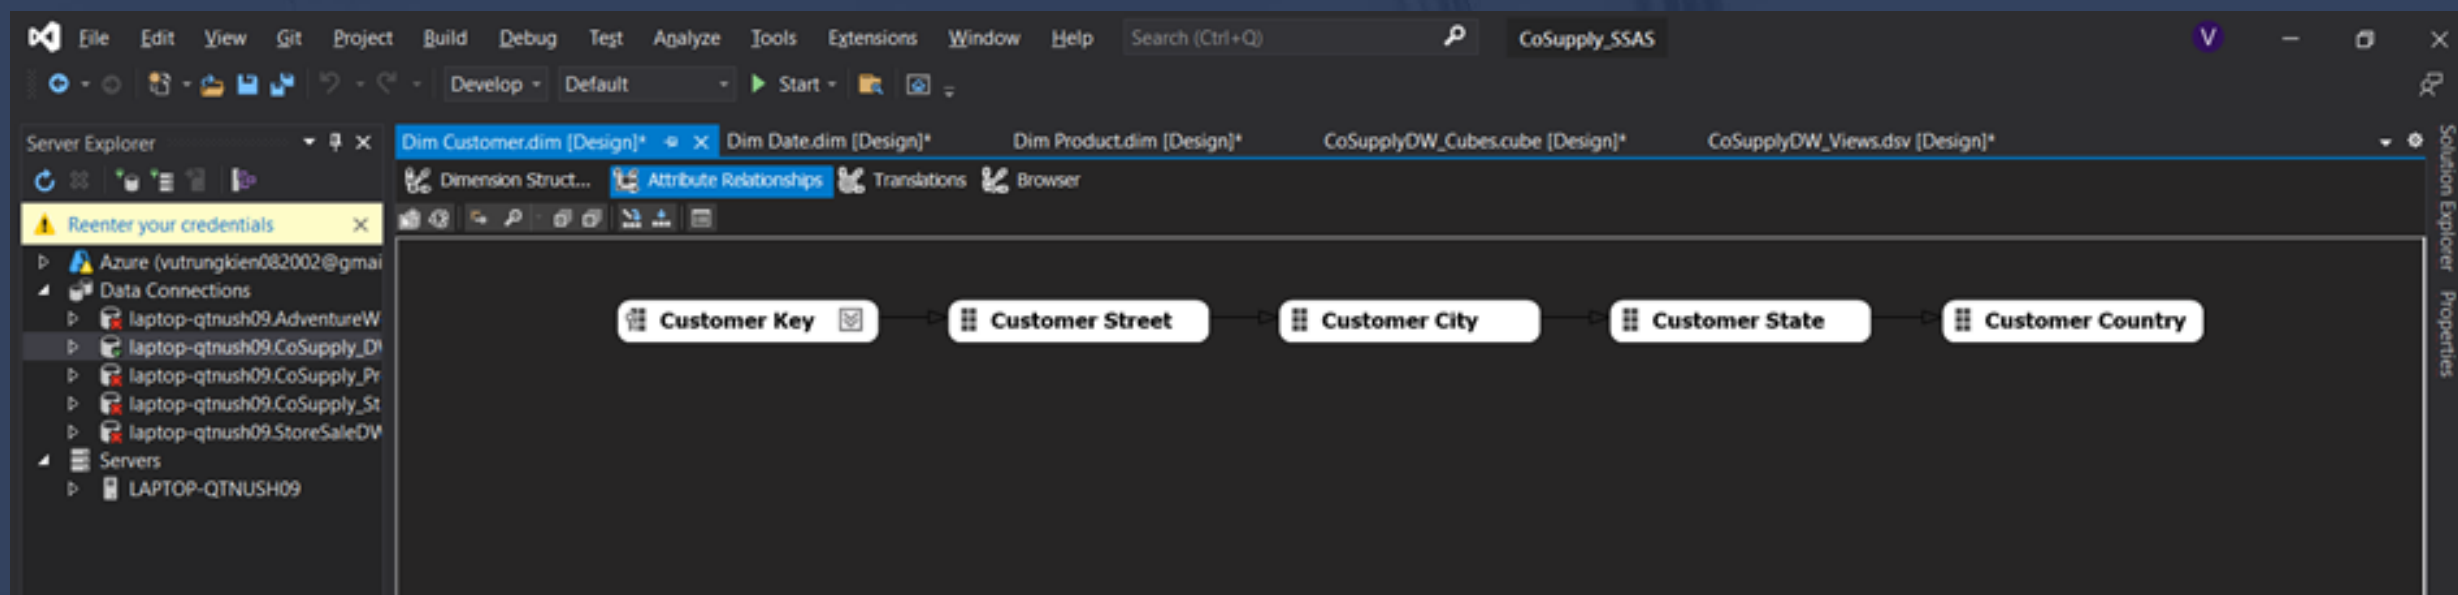 File Edit View Git Project Build Debug Test Analyze Tools Extensions Window Help Search (Ctrl+Q) CoSupply_SSAS V
Develop Default Start
Server Explorer
Dim Customer.dim [Design]* Dim Date.dim [Design]* Dim Product.dim [Design]* CoSupplyDW_Cubes.cube [Design]* CoSupplyDW_Views.dsv [Design]*
Dimension Struct... Attribute Relationships Translations Browser
Reenter your credentials
Azure (vutrungkien082002@gmai
Data Connections
laptop-qtnush09.AdventureW
laptop-qtnush09.CoSupply_D
laptop-qtnush09.CoSupply_Pr
laptop-qtnush09.CoSupply_St
laptop-qtnush09.StoreSaleDW
Servers
LAPTOP-QTNUSH09
Customer Key Customer Street Customer City Customer State Customer Country
Solution Explorer
Properties